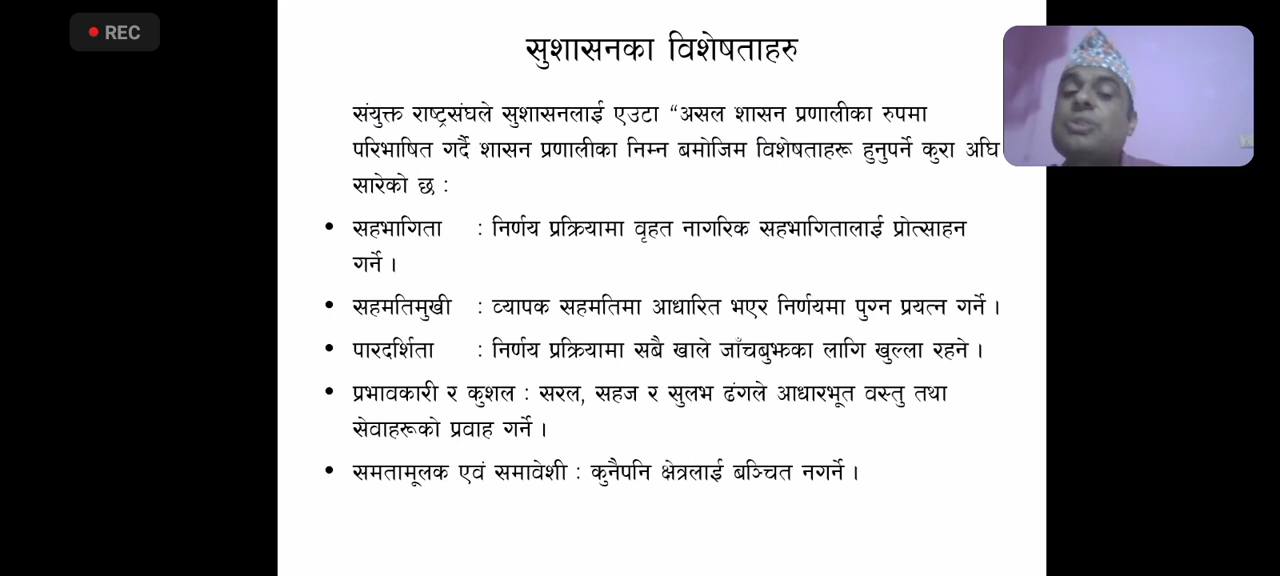 REC
सुशासनका विशेषताहरु
संयुक्त राष्ट्रसंघले सुशासनलाई एउटा “असल शासन प्रणालीका रुपमा
परिभाषित गर्दै शासन प्रणालीका निम्न बमोजिम विशेषताहरू हुनुपर्ने कुरा अघि
सारेको छ :
• सहभागिता : निर्णय प्रक्रियामा वृहत नागरिक सहभागितालाई प्रोत्साहन
गर्ने ।
• सहमतिमुखी : व्यापक सहमतिमा आधारित भएर निर्णयमा पुग्न प्रयत्न गर्ने ।
• पारदर्शिता : निर्णय प्रक्रियामा सबै खाले जाँचबुझका लागि खुल्ला रहने ।
• प्रभावकारी र कुशल : सरल, सहज र सुलभ ढंगले आधारभूत वस्तु तथा
सेवाहरूको प्रवाह गर्ने ।
• समतामूलक एवं समावेशी : कुनैपनि क्षेत्रलाई बञ्चित नगर्ने ।